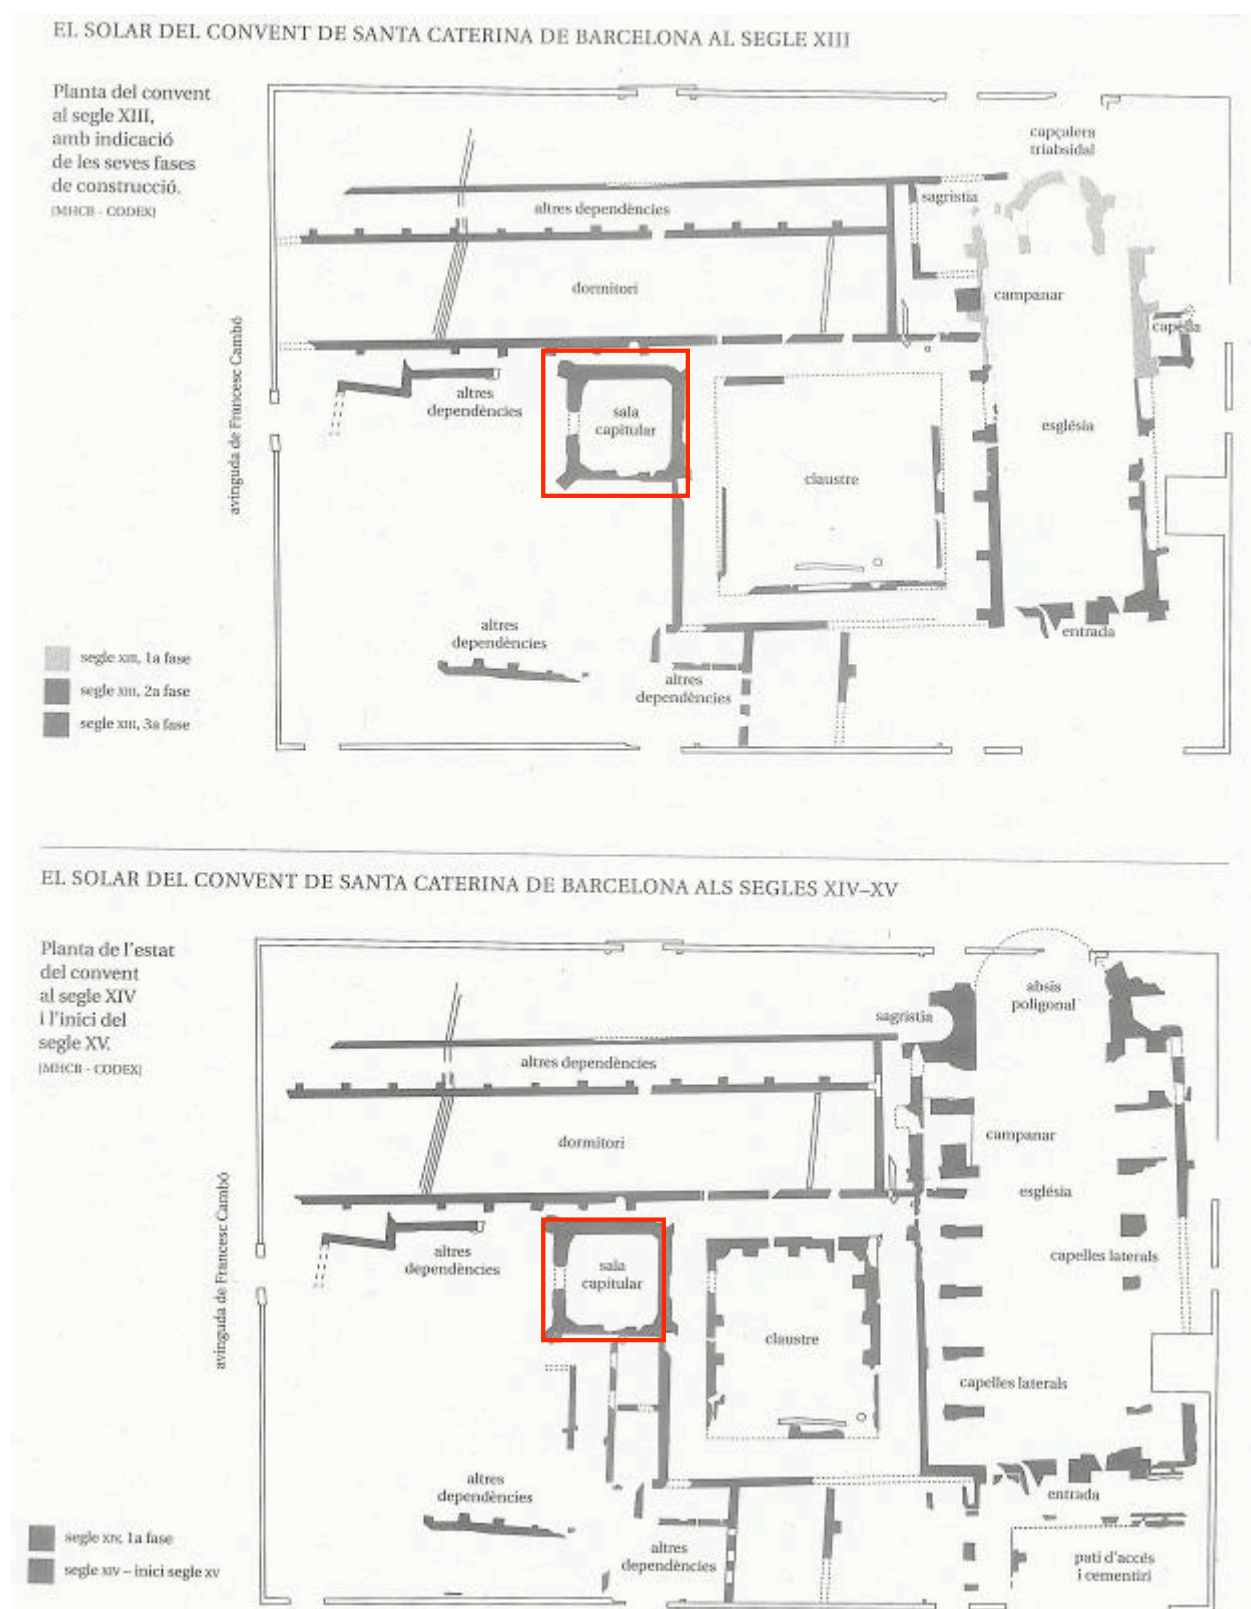 EL SOLAR DEL CONVENT DE SANTA CATERINA DE BARCELONA AL SEGLE XIII
Planta del convent
al segle XIII,
amb indicació
de les seves fases
de construcció.
[MHCB - CODEX]
capçalera
triabsidal
sagristia
altres dependències
dormitori
campanar
capella
avinguda de Francesc Cambó
altres
dependències
sala
capitular
església
claustre
altres
dependències
entrada
altres
dependències
segle XIII, 1a fase
segle XIII, 2a fase
segle XIII, 3a fase
EL SOLAR DEL CONVENT DE SANTA CATERINA DE BARCELONA ALS SEGLES XIV–XV
Planta de l'estat
del convent
al segle XIV
i l'inici del
segle XV.
[MHCB - CODEX]
absis
poligonal
sagristia
altres dependències
dormitori
campanar
església
avinguda de Francesc Cambó
altres
dependències
sala
capitular
capelles laterals
claustre
capelles laterals
altres
dependències
entrada
altres
dependències
pati d'accés
i cementiri
segle XIV, 1a fase
segle XIV – inici segle XV